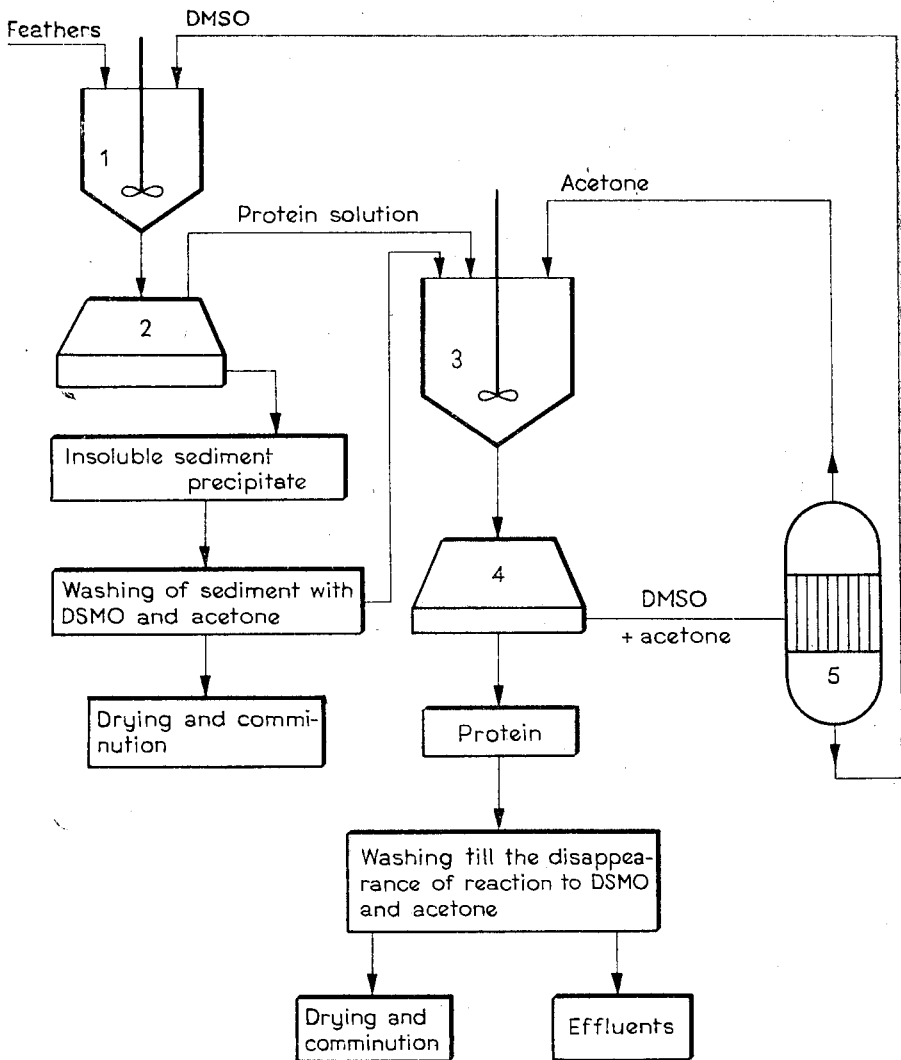 DMSO
Feathers
1
Acetone
Protein solution
2
3
Insoluble sediment
precipitate
4
Washing of sediment with
DSMO and acetone
DMSO
+ acetone
5
Drying and commi-
nution
Protein
Washing till the disappea-
rance of reaction to DSMO
and acetone
Drying and
comminution
Effluents